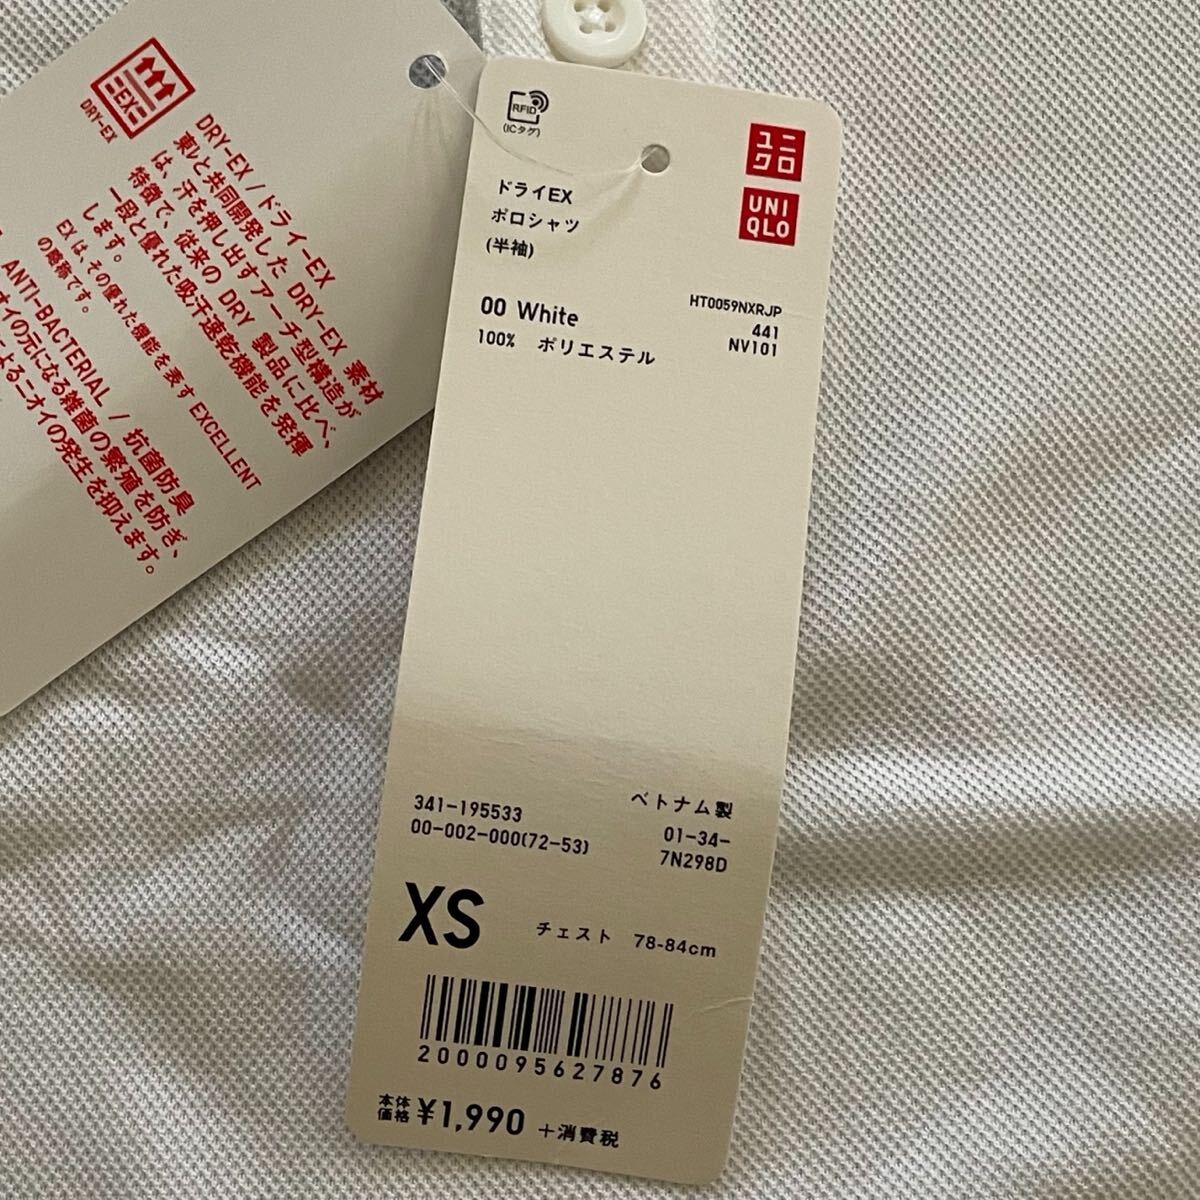 EX
DRY-EX
DRY-EX / ドライ-EX
東レと共同開発した DRY-EX 素材
は、汗を押し出すアーチ型構造が
特徴で、従来の DRY 製品に比べ、
一段と優れた吸汗速乾機能を発揮
します。
EX は、その優れた機能を表す EXCELLENT
の略称です。
ANTI-BACTERIAL / 抗菌防臭
オイの元になる雑菌の繁殖を防ぎ、
によるニオイの発生を抑えます。
RFID
(ICタグ)
ユニ
クロ
UNI
QLO
ドライEX
ポロシャツ
(半袖)
00 White
100% ポリエステル
HT0059NXRJP
441
NV101
341-195533
00-002-000(72-53)
ベトナム製
01-34-
7N298D
XS チェスト 78-84cm
2000095627876
本体
価格 ¥1,990 +消費税